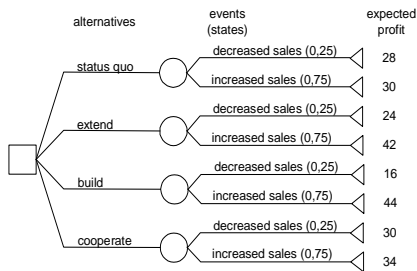 alternatives
events
(states)
expected
profit
status quo
decreased sales (0,25)
28
increased sales (0,75)
30
extend
decreased sales (0,25)
24
increased sales (0,75)
42
build
decreased sales (0,25)
16
increased sales (0,75)
44
cooperate
decreased sales (0,25)
30
increased sales (0,75)
34